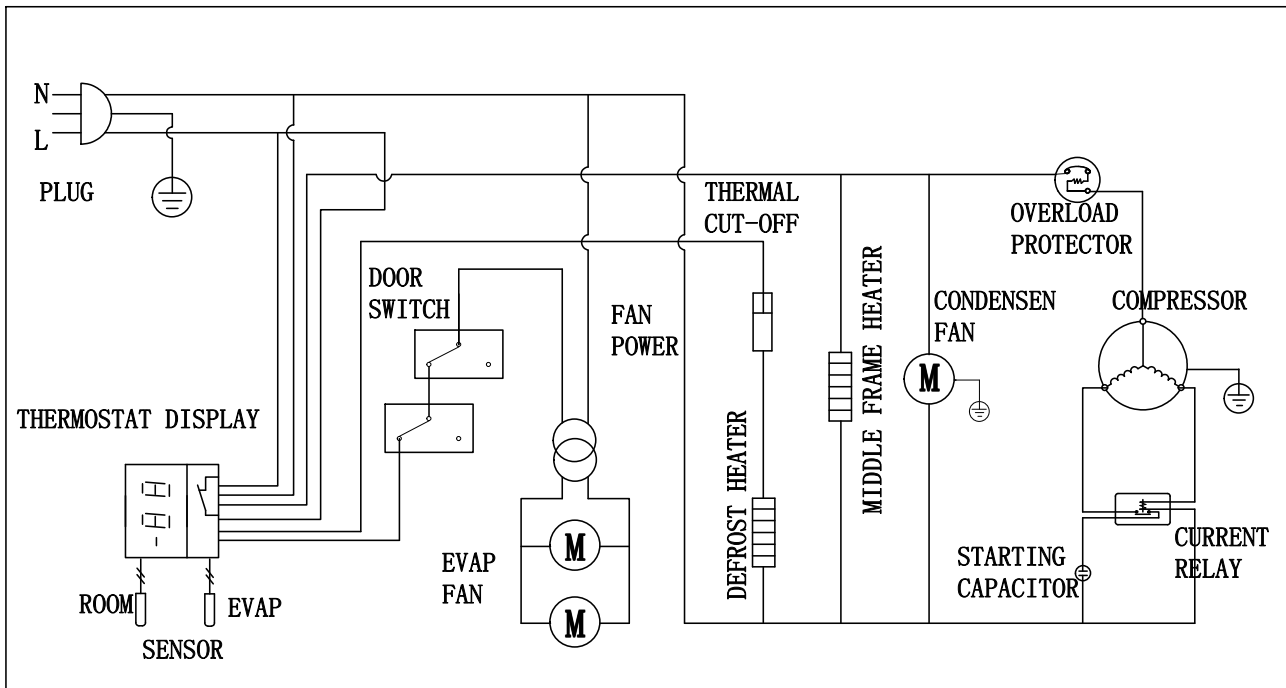 N
L
PLUG
THERMAL
CUT-OFF
OVERLOAD
PROTECTOR
DOOR
SWITCH
FAN
POWER
MIDDLE FRAME HEATER
CONDENSEN
FAN
COMPRESSOR
M
THERMOSTAT DISPLAY
DEFROST HEATER
EVAP
FAN
M
M
STARTING
CAPACITOR
CURRENT
RELAY
ROOM
EVAP
SENSOR